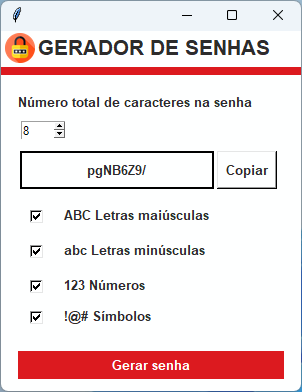 GERADOR DE SENHAS
Número total de caracteres na senha
8
pgNB6Z9/
Copiar
ABC Letras maiúsculas
abc Letras minúsculas
123 Números
!@# Símbolos
Gerar senha